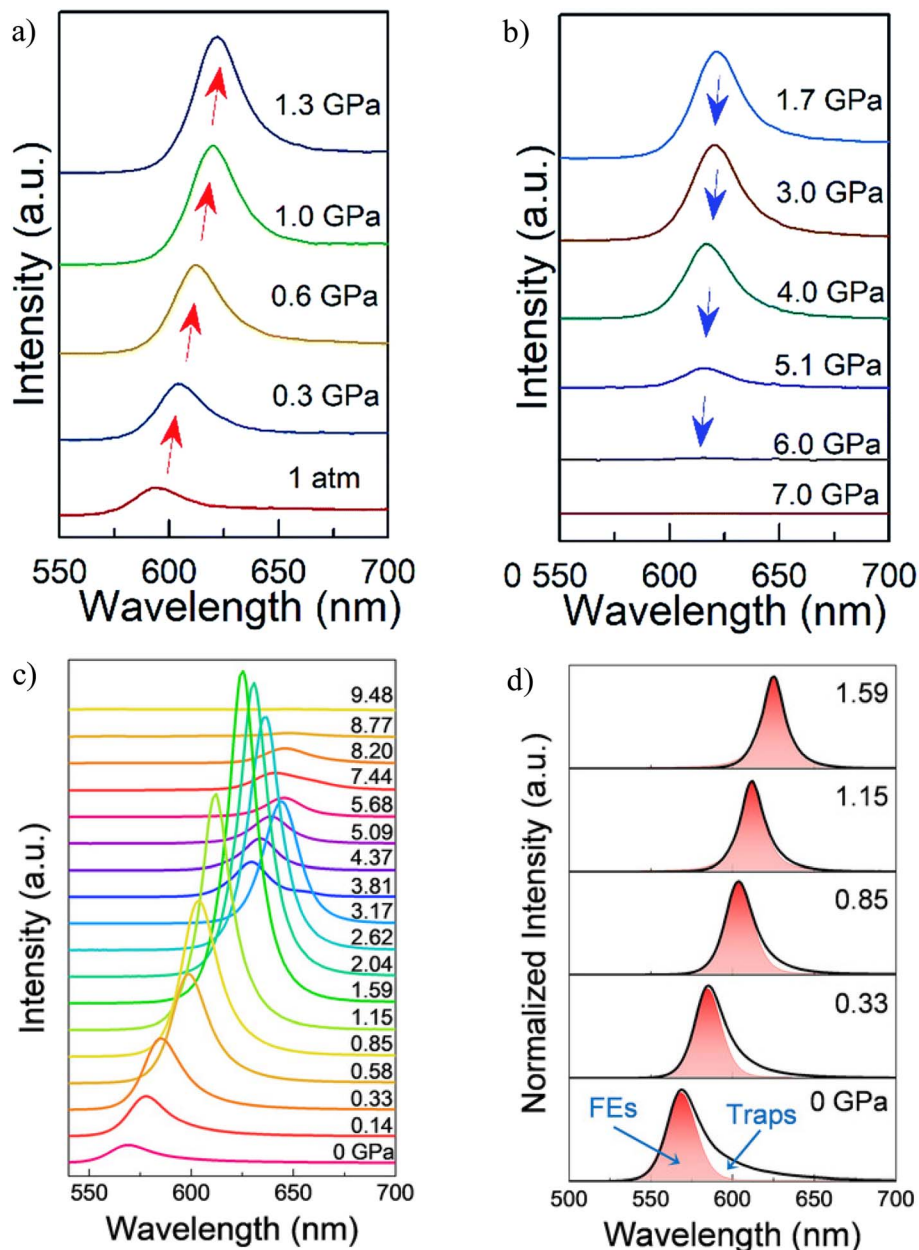 a)
Intensity (a.u.)
1.3 GPa
1.0 GPa
0.6 GPa
0.3 GPa
1 atm
550 600 650 700
Wavelength (nm)
b)
Intensity (a.u.)
1.7 GPa
3.0 GPa
4.0 GPa
5.1 GPa
6.0 GPa
7.0 GPa
0 550 600 650 700
Wavelength (nm)
c)
Intensity (a.u.)
9.48
8.77
8.20
7.44
5.68
5.09
4.37
3.81
3.17
2.62
2.04
1.59
1.15
0.85
0.58
0.33
0.14
0 GPa
550 600 650 700
Wavelength (nm)
d)
Normalized Intensity (a.u.)
1.59
1.15
0.85
0.33
0 GPa
FEs
Traps
500 550 600 650 700
Wavelength (nm)